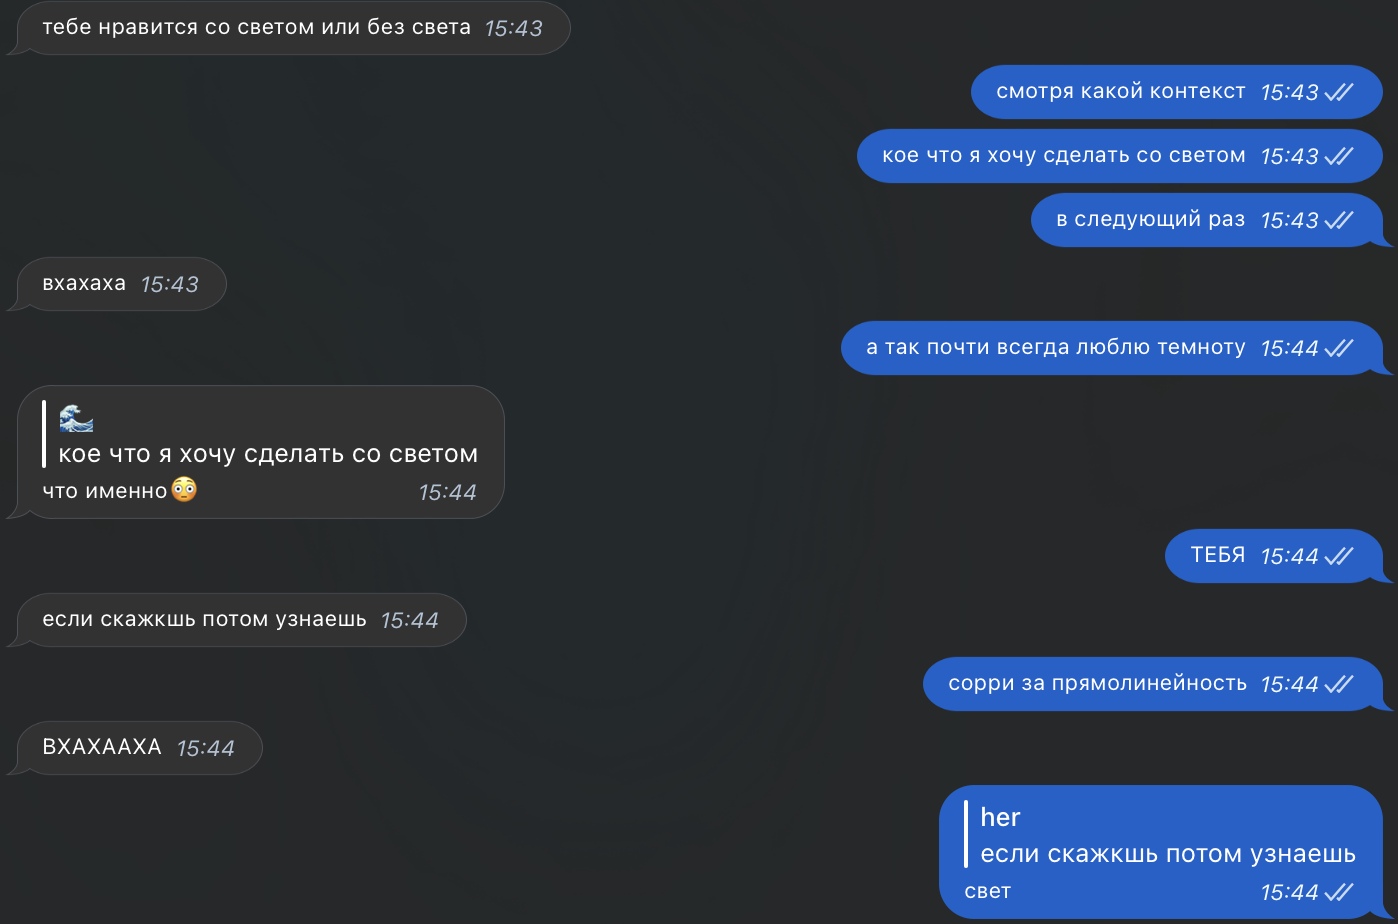 тебе нравится со светом или без света 15:43
смотря какой контекст 15:43
кое что я хочу сделать со светом 15:43
в следующий раз 15:43
вхахаха 15:43
а так почти всегда люблю темноту 15:44
🌊
кое что я хочу сделать со светом
что именно😳 15:44
ТЕБЯ 15:44
если скажкшь потом узнаешь 15:44
сорри за прямолинейность 15:44
ВХАХААХА 15:44
her
если скажкшь потом узнаешь
свет 15:44